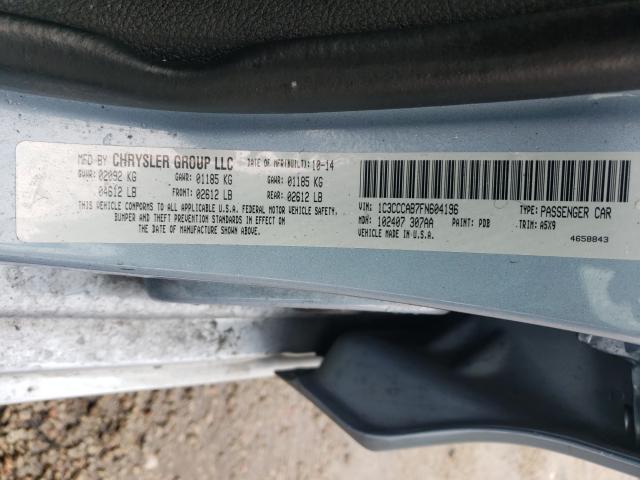 MFD BY CHRYSLER GROUP LLC DATE OF MFR(BUILT): 10-14
GVWR: 02092 KG GAWR: 01185 KG GAWR: 01185 KG
04612 LB FRONT: 02612 LB REAR: 02612 LB
THIS VEHICLE CONFORMS TO ALL APPLICABLE U.S.A. FEDERAL MOTOR VEHICLE SAFETY,
BUMPER AND THEFT PREVENTION STANDARDS IN EFFECT ON
THE DATE OF MANUFACTURE SHOWN ABOVE.
VIN: 1C3CCCAB7FN604196 TYPE: PASSENGER CAR
MDH: 102407 307AA PAINT: PDB TRIM: A5X9
VEHICLE MADE IN U.S.A.
4658843